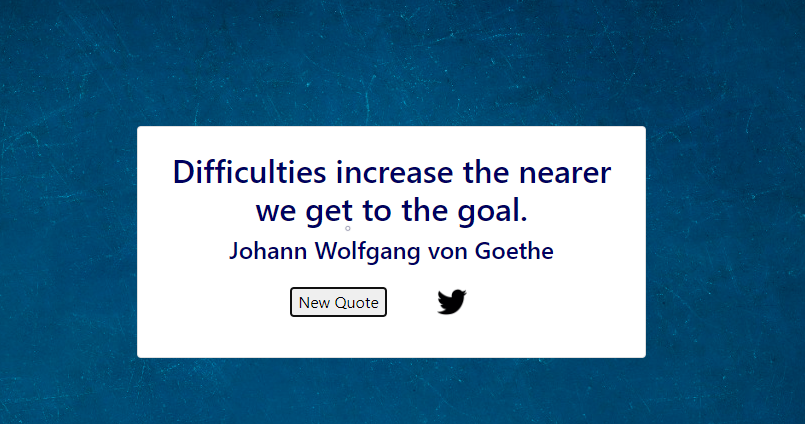 Difficulties increase the nearer
we get to the goal.
Johann Wolfgang von Goethe
New Quote